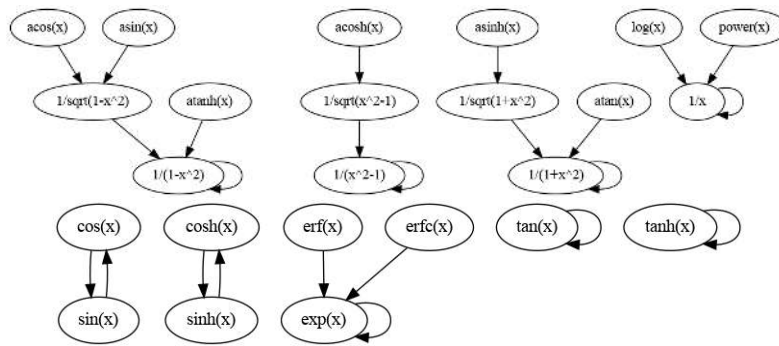 acos(x) asin(x) acosh(x) asinh(x) log(x) power(x)
1/sqrt(1-x^2) atanh(x) 1/sqrt(x^2-1) 1/sqrt(1+x^2) atan(x) 1/x
1/(1-x^2) 1/(x^2-1) 1/(1+x^2)
cos(x) cosh(x) erf(x) erfc(x) tan(x) tanh(x)
sin(x) sinh(x) exp(x)